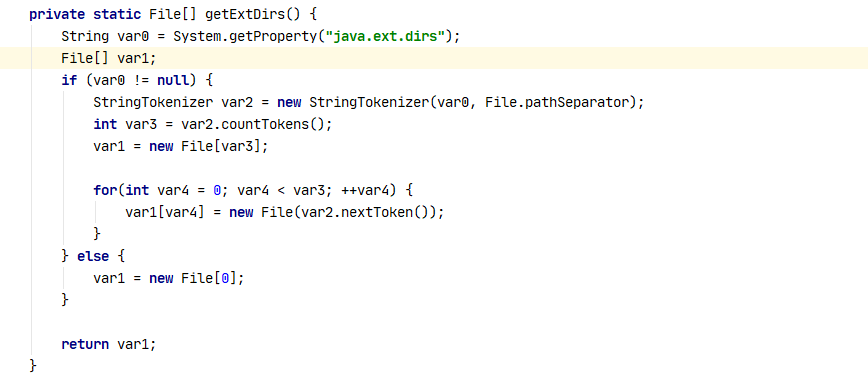 private static File[] getExtDirs() {
    String var0 = System.getProperty("java.ext.dirs");
    File[] var1;
    if (var0 != null) {
        StringTokenizer var2 = new StringTokenizer(var0, File.pathSeparator);
        int var3 = var2.countTokens();
        var1 = new File[var3];

        for(int var4 = 0; var4 < var3; ++var4) {
            var1[var4] = new File(var2.nextToken());
        }
    } else {
        var1 = new File[0];
    }

    return var1;
}